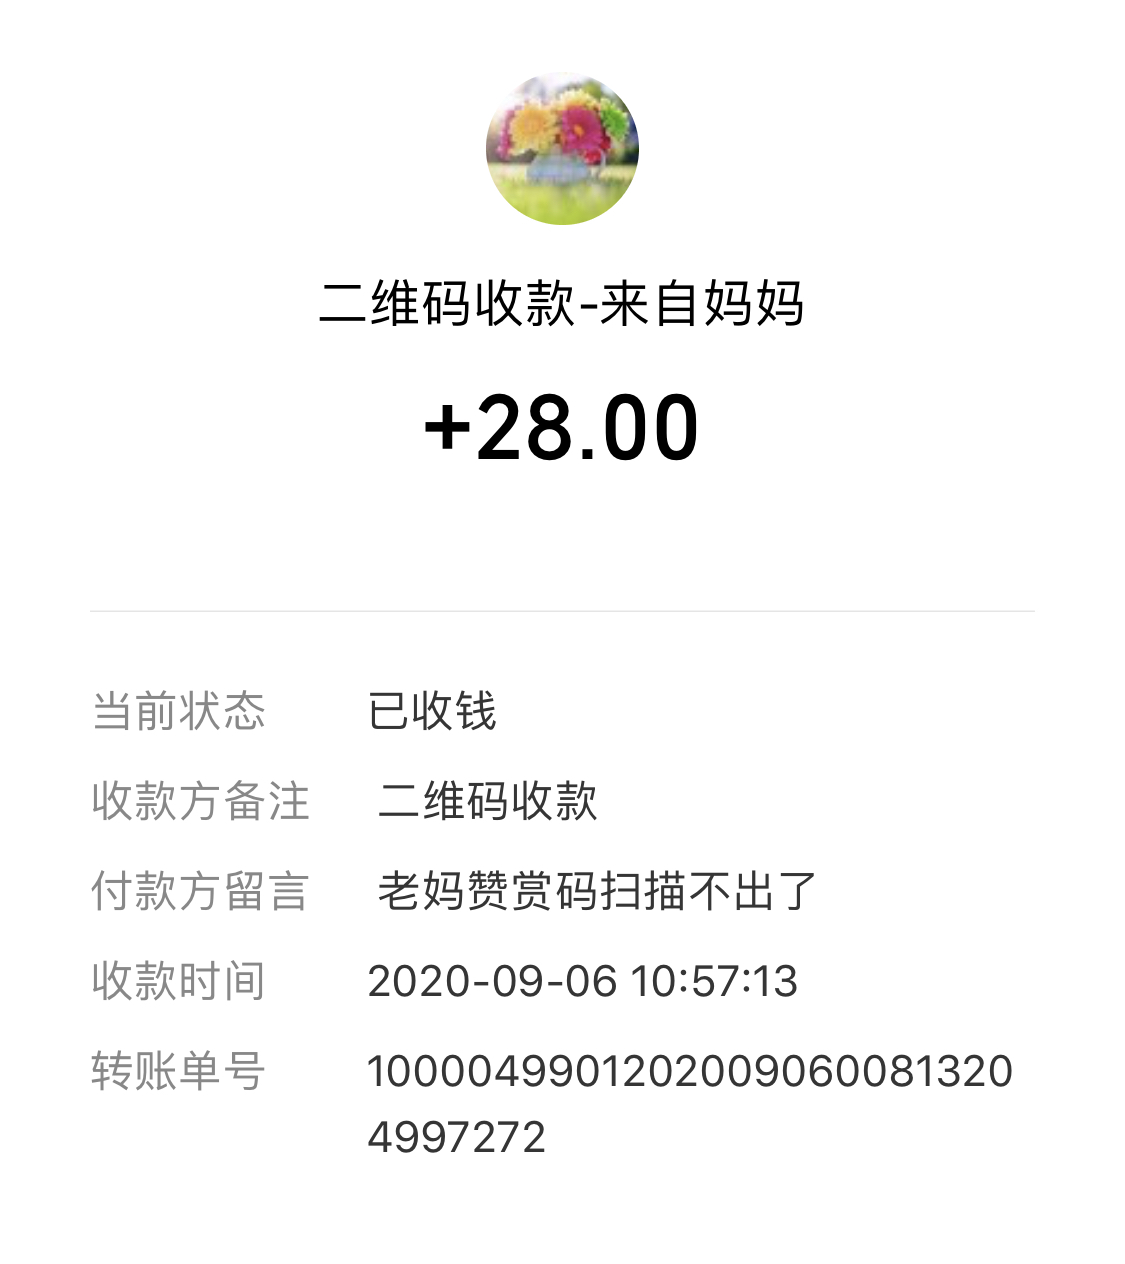 二维码收款-来自妈妈
+28.00
当前状态 已收钱
收款方备注 二维码收款
付款方留言 老妈赞赏码扫描不出了
收款时间 2020-09-06 10:57:13
转账单号 1000049901202009060081320
4997272